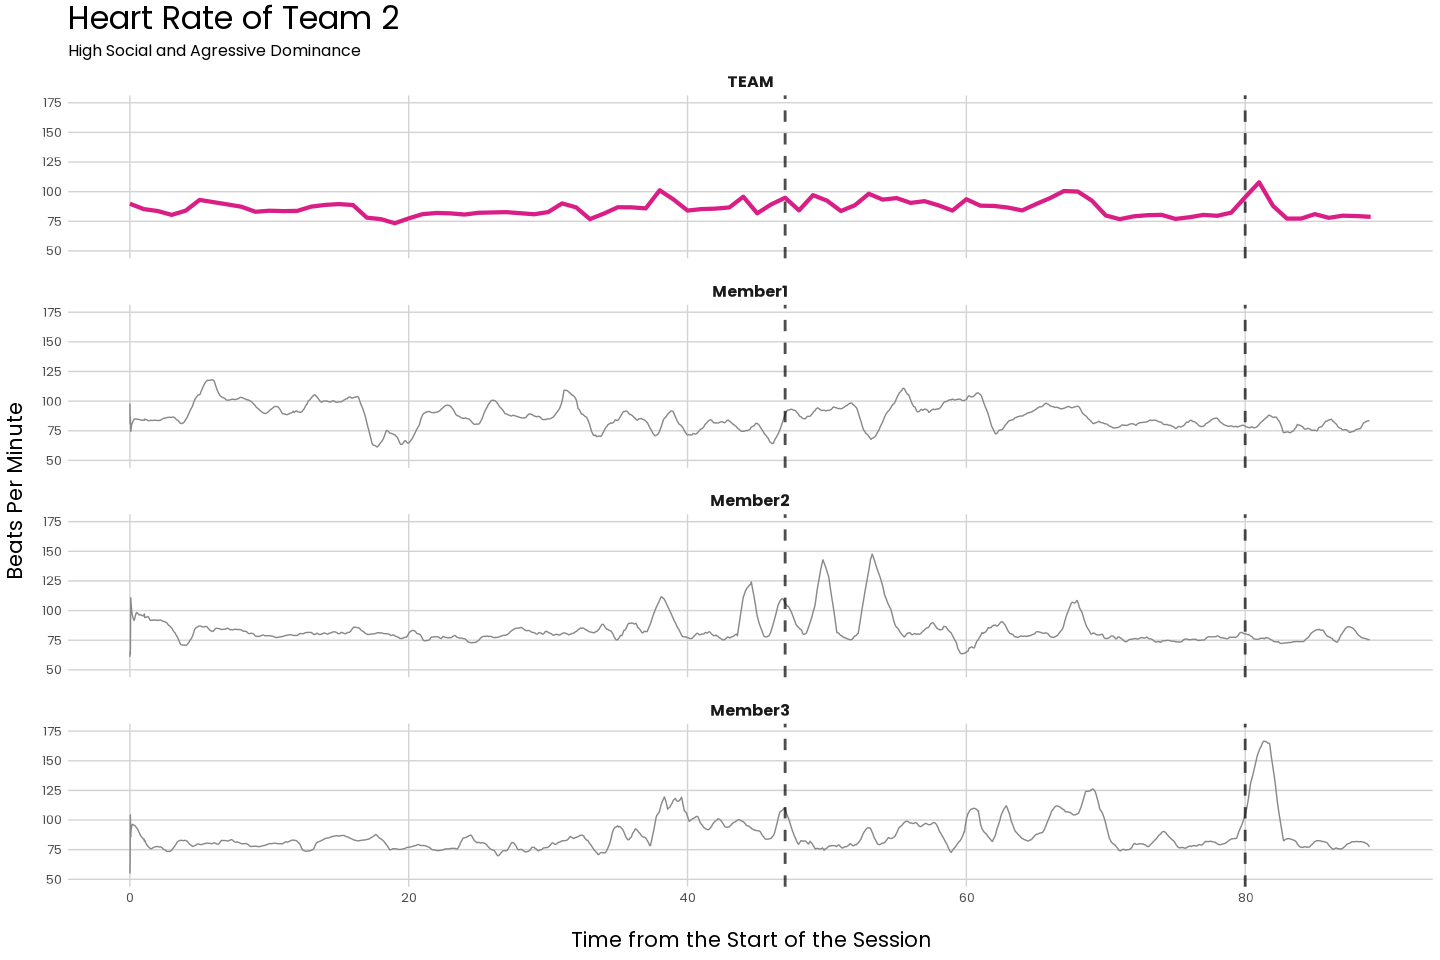 Heart Rate of Team 2
High Social and Agressive Dominance
TEAM
175
150
125
100
75
50
Member1
175
150
125
100
75
50
Member2
175
150
125
100
75
50
Member3
175
150
125
100
75
50
0 20 40 60 80
Time from the Start of the Session
Beats Per Minute